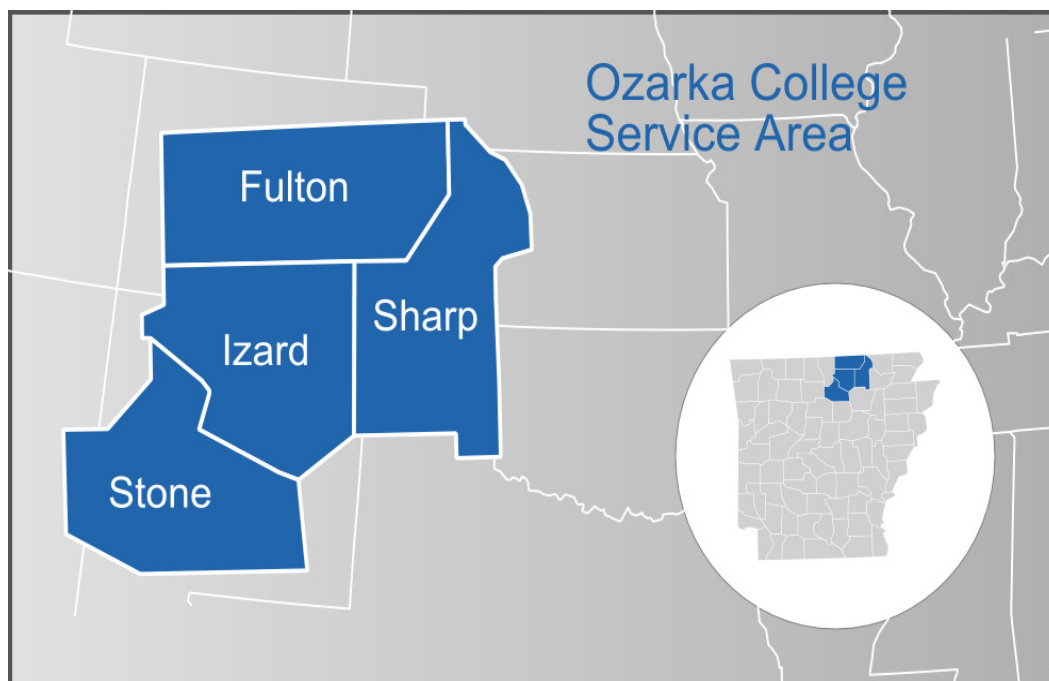 Ozarka College
Service Area
Fulton
Sharp
Izard
Stone